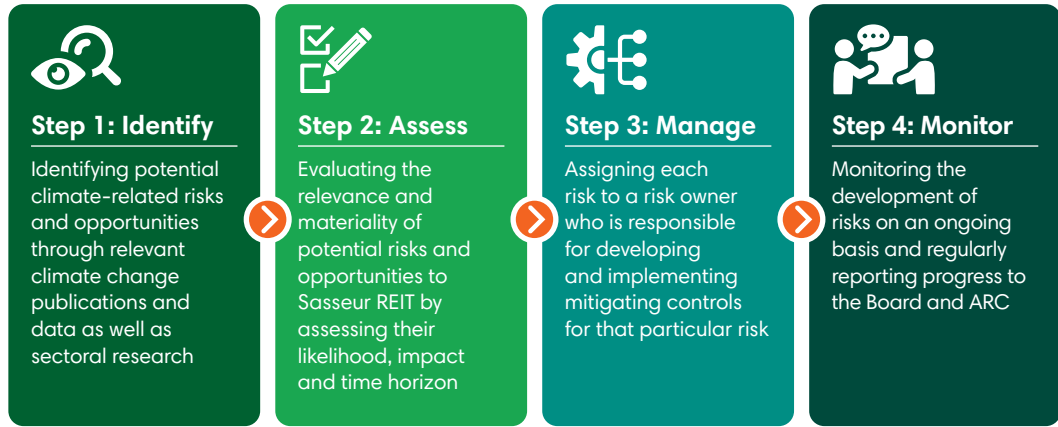 Step 1: Identify
Identifying potential
climate-related risks
and opportunities
through relevant
climate change
publications and
data as well as
sectoral research
Step 2: Assess
Evaluating the
relevance and
materiality of
potential risks and
opportunities to
Sasseur REIT by
assessing their
likelihood, impact
and time horizon
Step 3: Manage
Assigning each
risk to a risk owner
who is responsible
for developing
and implementing
mitigating controls
for that particular risk
Step 4: Monitor
Monitoring the
development of
risks on an ongoing
basis and regularly
reporting progress to
the Board and ARC